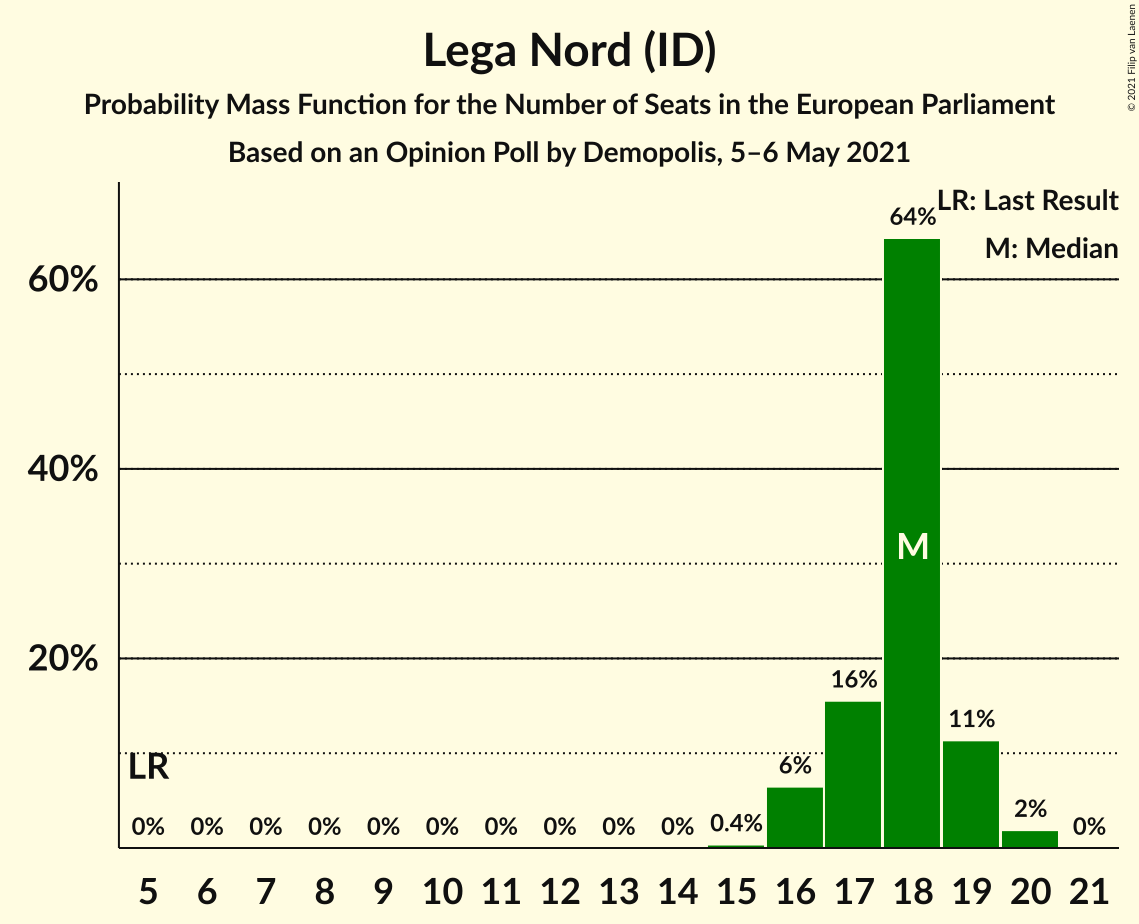 Lega Nord (ID)
Probability Mass Function for the Number of Seats in the European Parliament
Based on an Opinion Poll by Demopolis, 5–6 May 2021
© 2021 Filip van Laenen
LR: Last Result
M: Median
60%
40%
20%
LR
M
0% 0% 0% 0% 0% 0% 0% 0% 0% 0% 0.4% 6% 16% 64% 11% 2% 0%
5 6 7 8 9 10 11 12 13 14 15 16 17 18 19 20 21